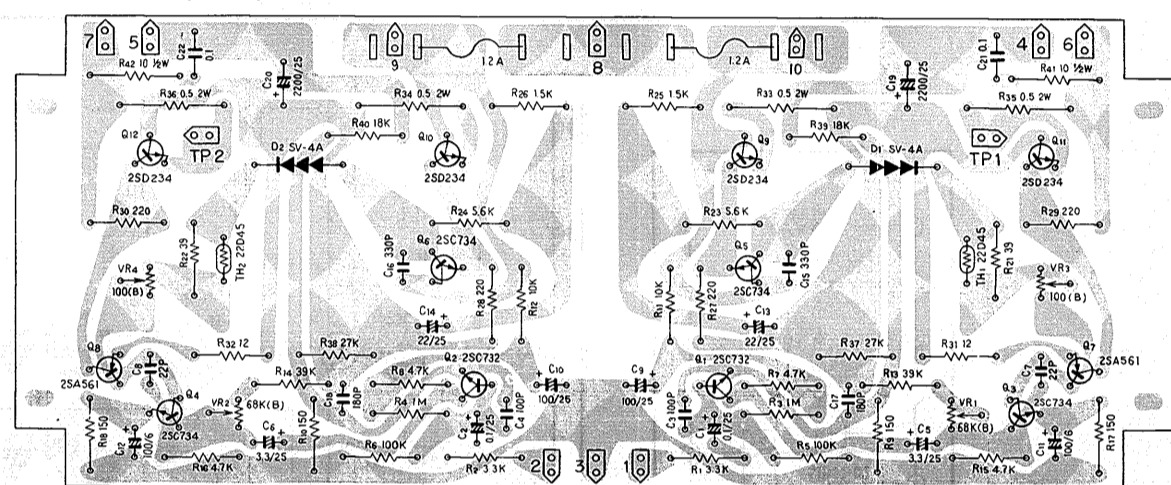 7 5 C22 0.1 9 1.2A 8 1.2A 10 C21 0.1 4 6
R42 10 ½W C20 2200/25 C19 2200/25 R41 10 ½W
R36 0.5 2W R34 0.5 2W R26 1.5K R25 1.5K R33 0.5 2W R35 0.5 2W
Q12 TP2 R40 18K Q10 Q9 R39 18K TP1 Q11
2SD234 D2 SV-4A 2SD234 2SD234 D1 SV-4A 2SD234
R30 220 R24 5.6K R23 5.6K R29 220
R22 39 TH2 22D45 C16 330P Q6 2SC734 Q5 2SC734 C15 330P TH1 22D45 R21 39
VR4 100(B) R28 220 R12 10K R11 10K R27 220 VR3 100(B)
C14 22/25 C13 22/25
Q8 2SA561 R32 12 R38 27K Q2 2SC732 Q1 2SC732 R37 27K R31 12 Q7 2SA561
C8 22P R14 39K R8 4.7K C10 100/25 C9 100/25 R7 4.7K R13 39K C7 22P
Q4 2SC734 VR2 68K(B) C18 180P R4 1M C2 0.1/25 C4 100P C3 100P C1 0.1/25 R3 1M C17 180P VR1 68K(B) Q3 2SC734
R18 150 C12 100/6 C6 3.3/25 R10 150 R6 100K R5 100K R9 150 C5 3.3/25 C11 100/6 R17 150
R16 4.7K R2 3.3K 2 3 1 R1 3.3K R15 4.7K